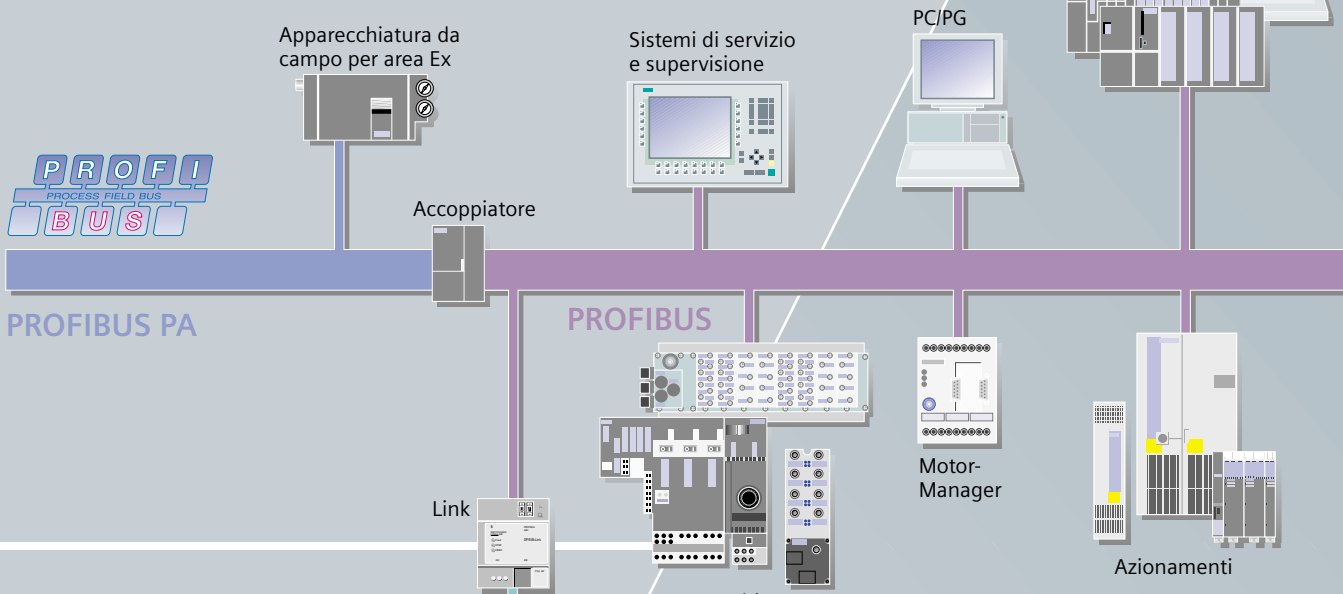 PC/PG
Apparecchiatura da
campo per area Ex
Sistemi di servizio
e supervisione
PROFI
PROCESS FIELD BUS
BUS
Accoppiatore
PROFIBUS PA
PROFIBUS
Motor-
Manager
Link
Azionamenti